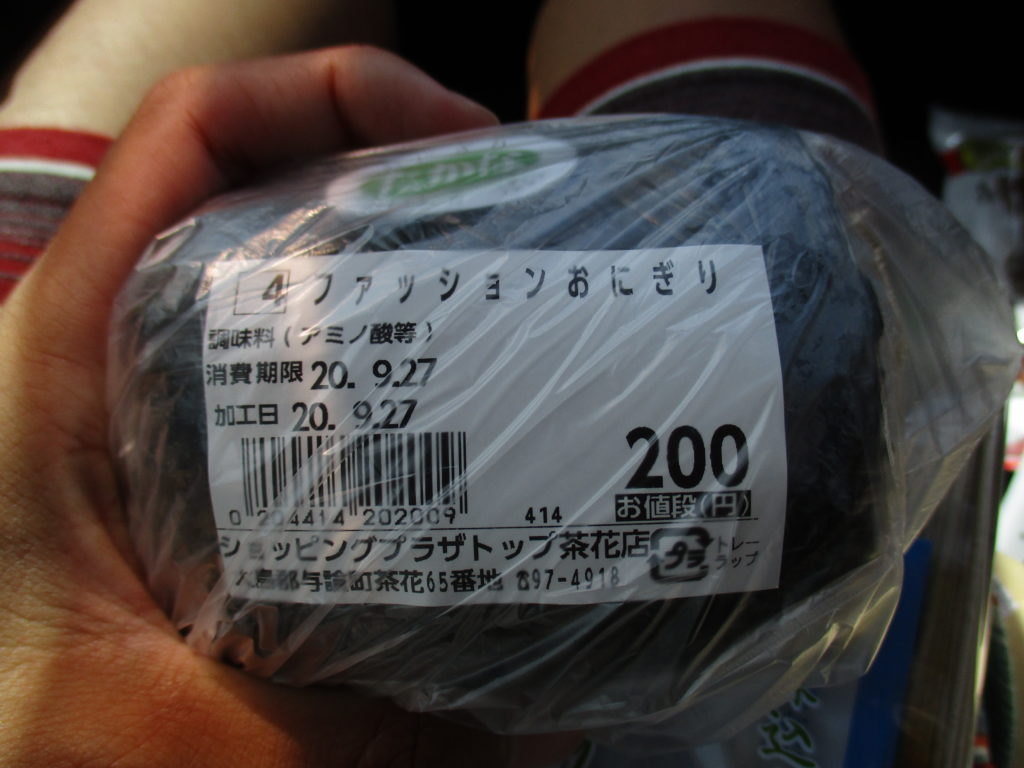 なかむ
4 ファッションおにぎり
調味料(アミノ酸等)
消費期限 20. 9.27
加工日 20. 9.27
200
0 204414 202009
414 お値段(円)
ショッピングプラザトップ茶花店
プラ トレー ラップ
大島郡与論町茶花65番地 ☎97-4918